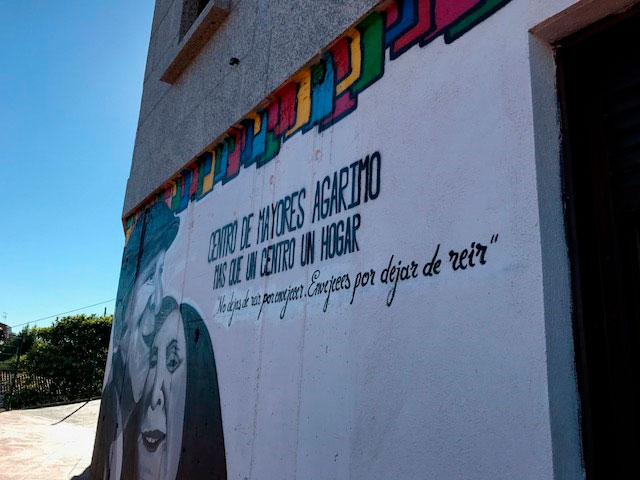 CENTRO DE MAYORES AGARIMO
MAS QUE UN CENTRO UN HOGAR
"No dejas de reir por envejecer. Envejeces por dejar de reir"